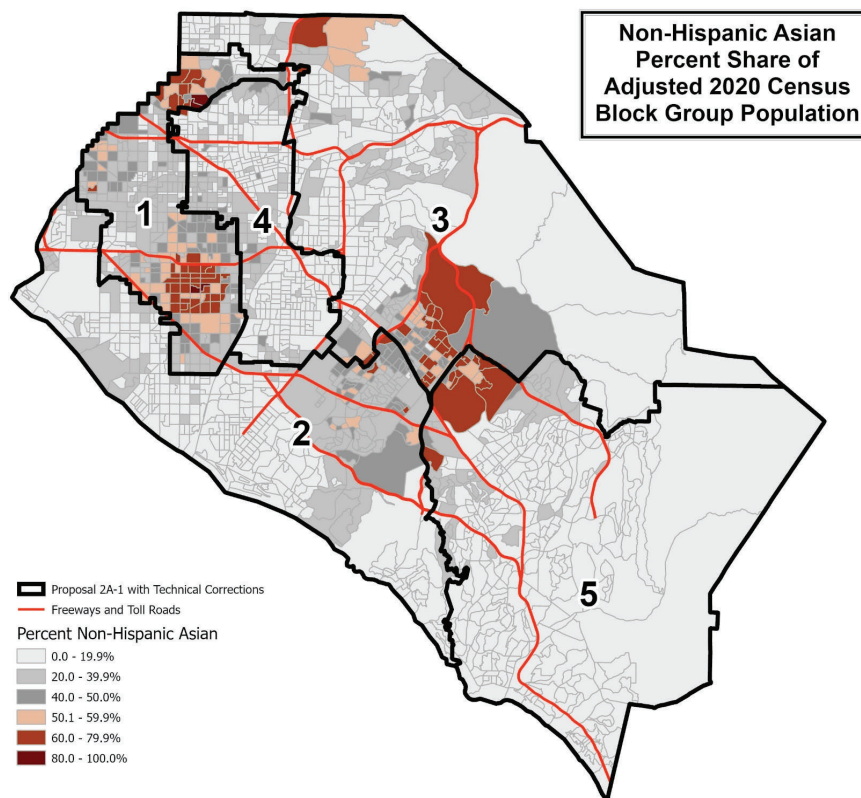 Non-Hispanic Asian
Percent Share of
Adjusted 2020 Census
Block Group Population
1
4
3
2
5
Proposal 2A-1 with Technical Corrections
Freeways and Toll Roads
Percent Non-Hispanic Asian
0.0 - 19.9%
20.0 - 39.9%
40.0 - 50.0%
50.1 - 59.9%
60.0 - 79.9%
80.0 - 100.0%